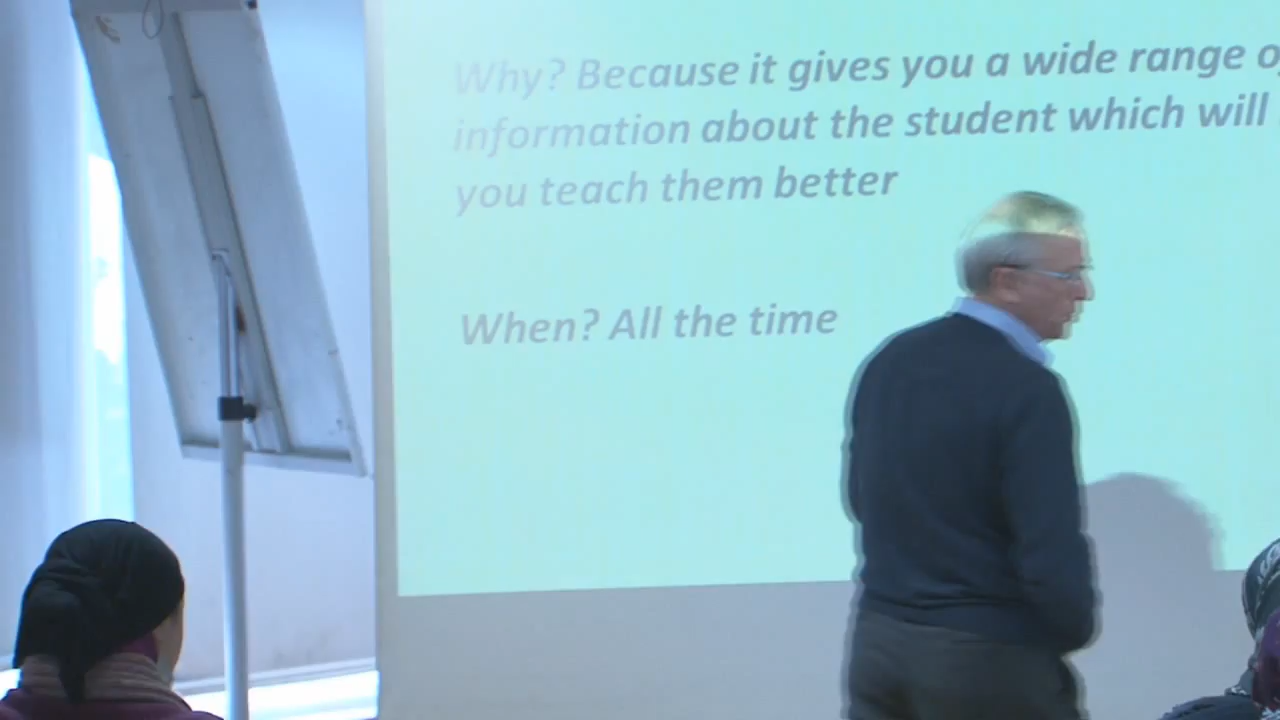 Why? Because it gives you a wide range
information about the student which will
you teach them better
When? All the time